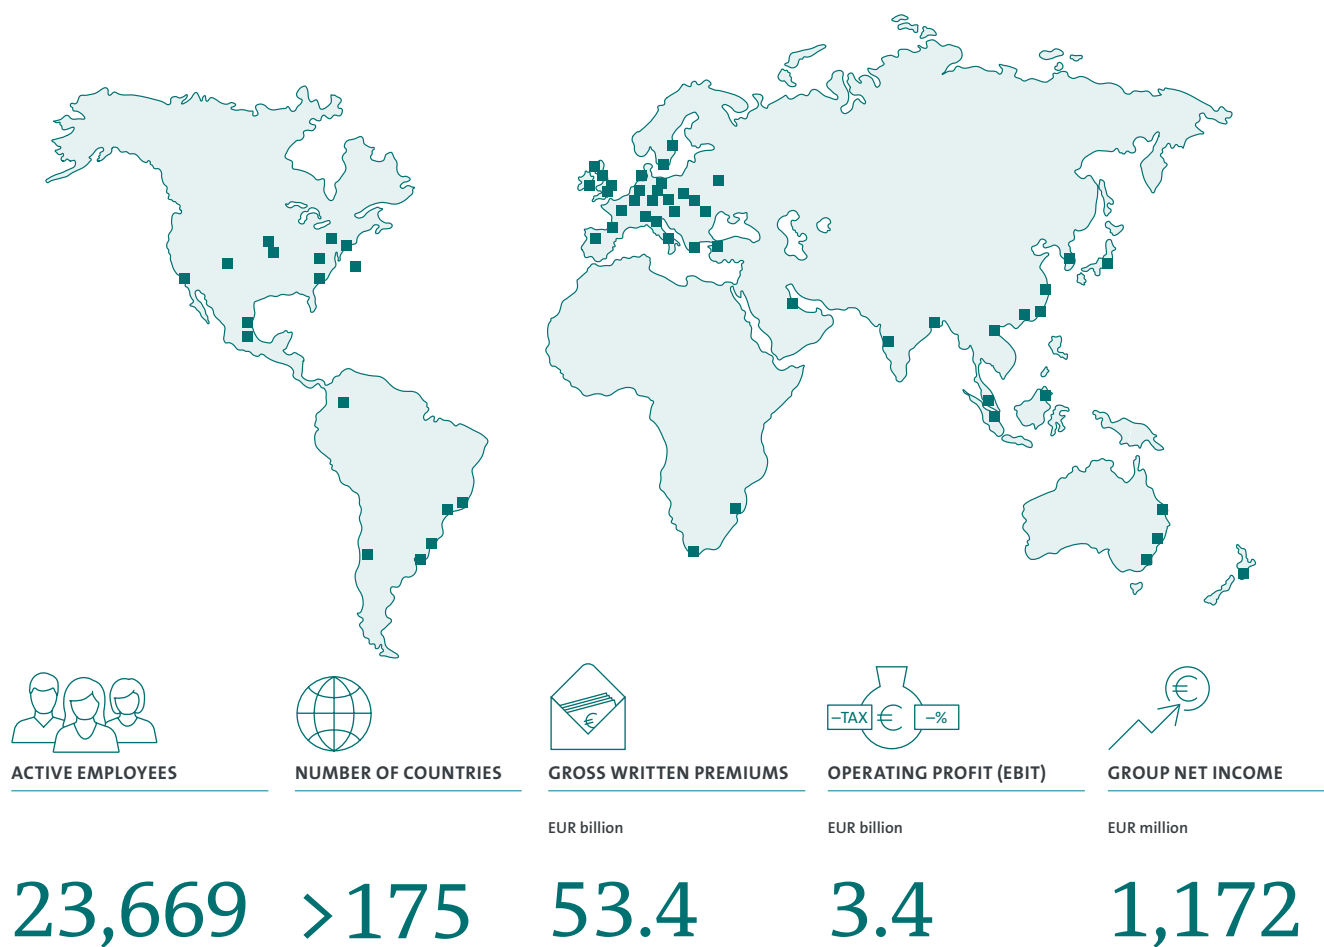 –TAX € –%
€
€
ACTIVE EMPLOYEES
NUMBER OF COUNTRIES
GROSS WRITTEN PREMIUMS
OPERATING PROFIT (EBIT)
GROUP NET INCOME
EUR billion
EUR billion
EUR million
23,669
>175
53.4
3.4
1,172